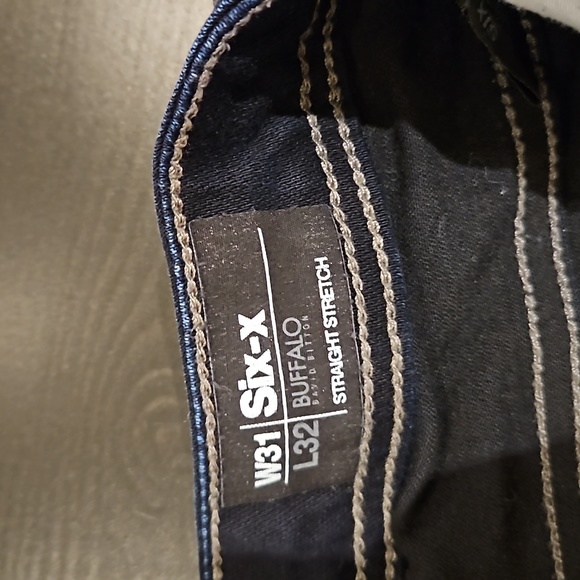 W31 Six-X
L32 BUFFALO
DAVID BITTON
STRAIGHT STRETCH